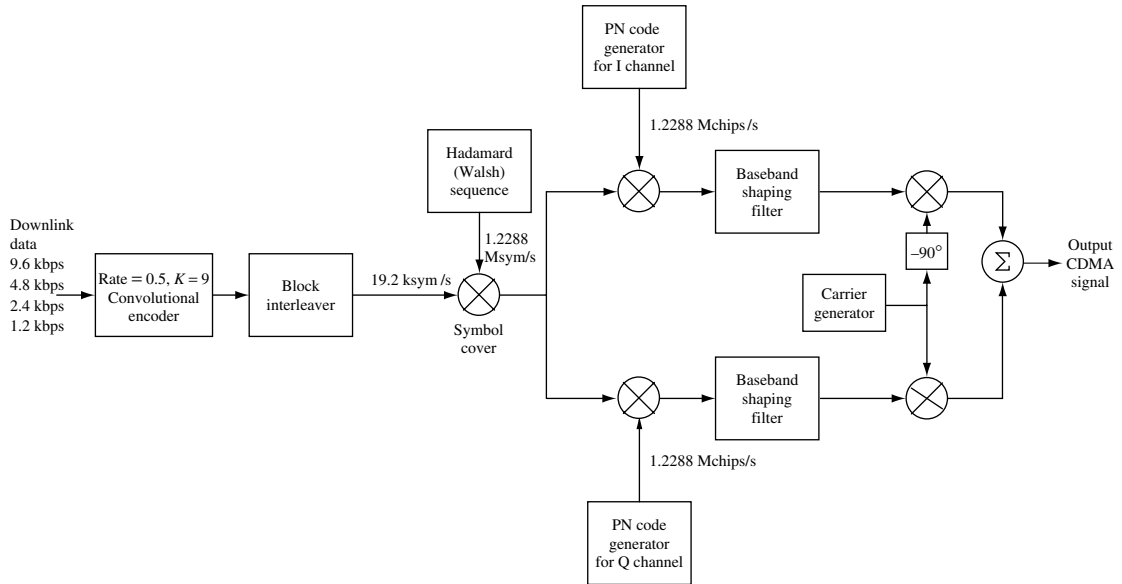 PN code
generator
for I channel
1.2288 Mchips/s
Hadamard
(Walsh)
sequence
Baseband
shaping
filter
Downlink
data
9.6 kbps
4.8 kbps
2.4 kbps
1.2 kbps
Rate = 0.5, K = 9
Convolutional
encoder
Block
interleaver
19.2 ksym/s
1.2288
Msym/s
Symbol
cover
–90°
Carrier
generator
Σ
Output
CDMA
signal
Baseband
shaping
filter
1.2288 Mchips/s
PN code
generator
for Q channel